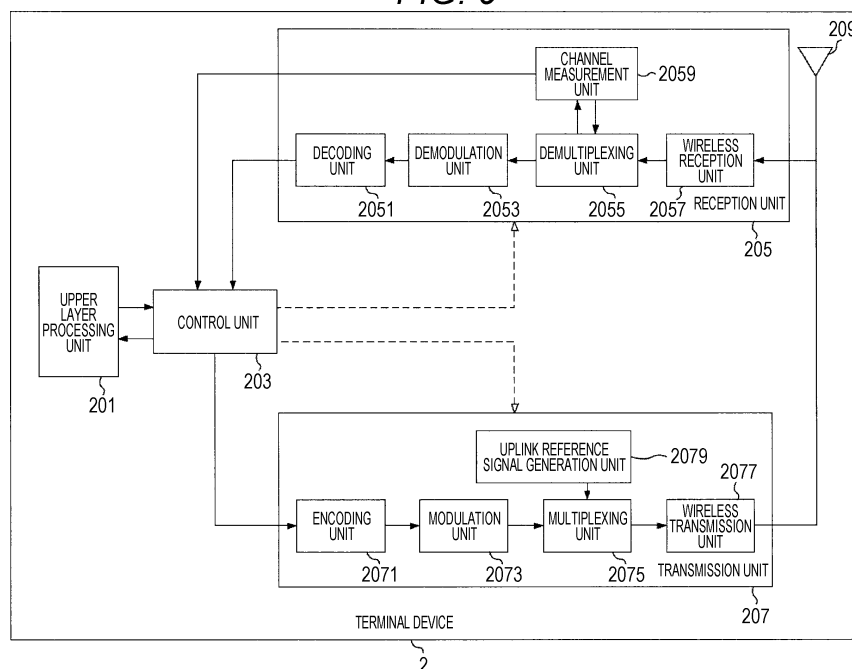 209
CHANNEL
MEASUREMENT
UNIT
2059
DECODING
UNIT
DEMODULATION
UNIT
DEMULTIPLEXING
UNIT
WIRELESS
RECEPTION
UNIT
2051
2053
2055
2057
RECEPTION UNIT
205
UPPER
LAYER
PROCESSING
UNIT
201
CONTROL UNIT
203
UPLINK REFERENCE
SIGNAL GENERATION UNIT
2079
2077
ENCODING
UNIT
MODULATION
UNIT
MULTIPLEXING
UNIT
WIRELESS
TRANSMISSION
UNIT
2071
2073
2075
TRANSMISSION UNIT
207
TERMINAL DEVICE
2